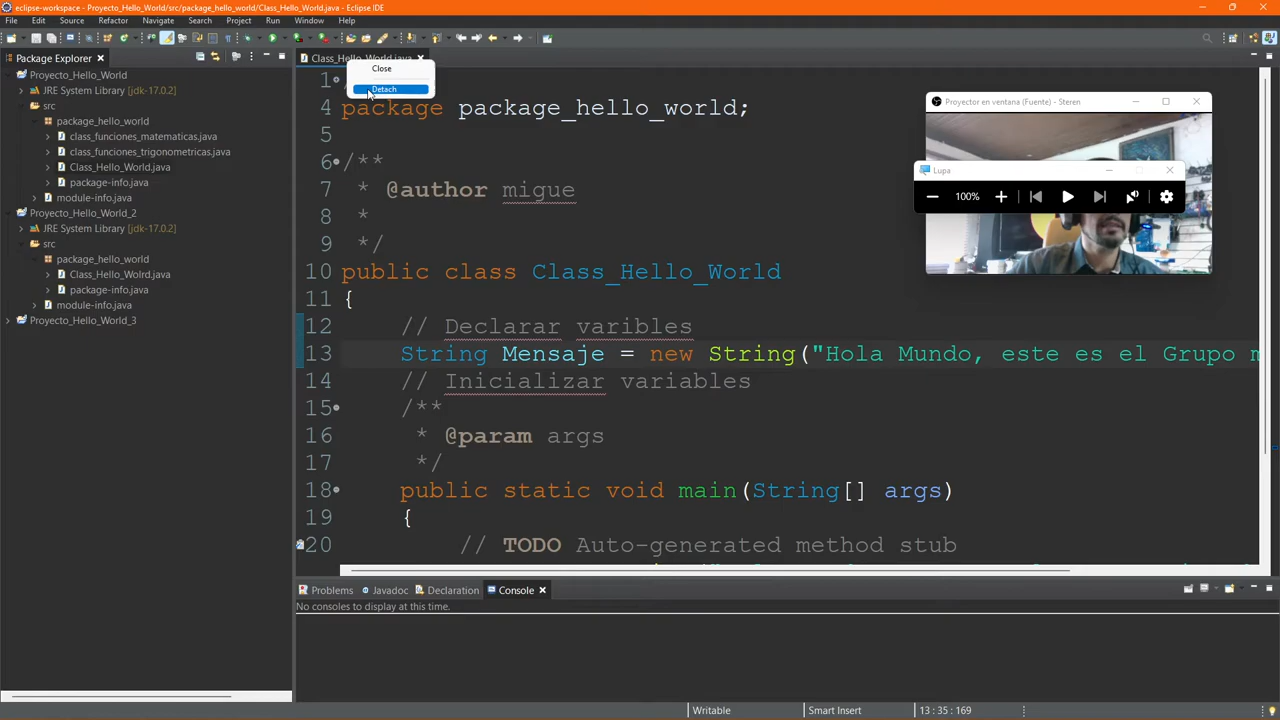 eclipse-workspace - Proyecto_Hello_World/src/package_hello_world/Class_Hello_World.java - Eclipse IDE
File Edit Source Refactor Navigate Search Project Run Window Help
Package Explorer
Proyecto_Hello_World
JRE System Library [jdk-17.0.2]
src
package_hello_world
class_funciones_matematicas.java
class_funciones_trigonometricas.java
Class_Hello_World.java
package-info.java
module-info.java
Proyecto_Hello_World_2
JRE System Library [jdk-17.0.2]
src
package_hello_world
Class_Hello_Wolrd.java
package-info.java
module-info.java
Proyecto_Hello_World_3
Class_Hello_World.java
Close
Detach
1
4 package package_hello_world;
5
6 /**
7 * @author migue
8 *
9 */
10 public class Class_Hello_World
11 {
12 // Declarar varibles
13 String Mensaje = new String("Hola Mundo, este es el Grupo m
14 // Inicializar variables
15 /**
16 * @param args
17 */
18 public static void main(String[] args)
19 {
20 // TODO Auto-generated method stub
Proyector en ventana (Fuente) - Steren
Lupa
100%
Problems Javadoc Declaration Console
No consoles to display at this time.
Writable Smart Insert 13 : 35 : 169